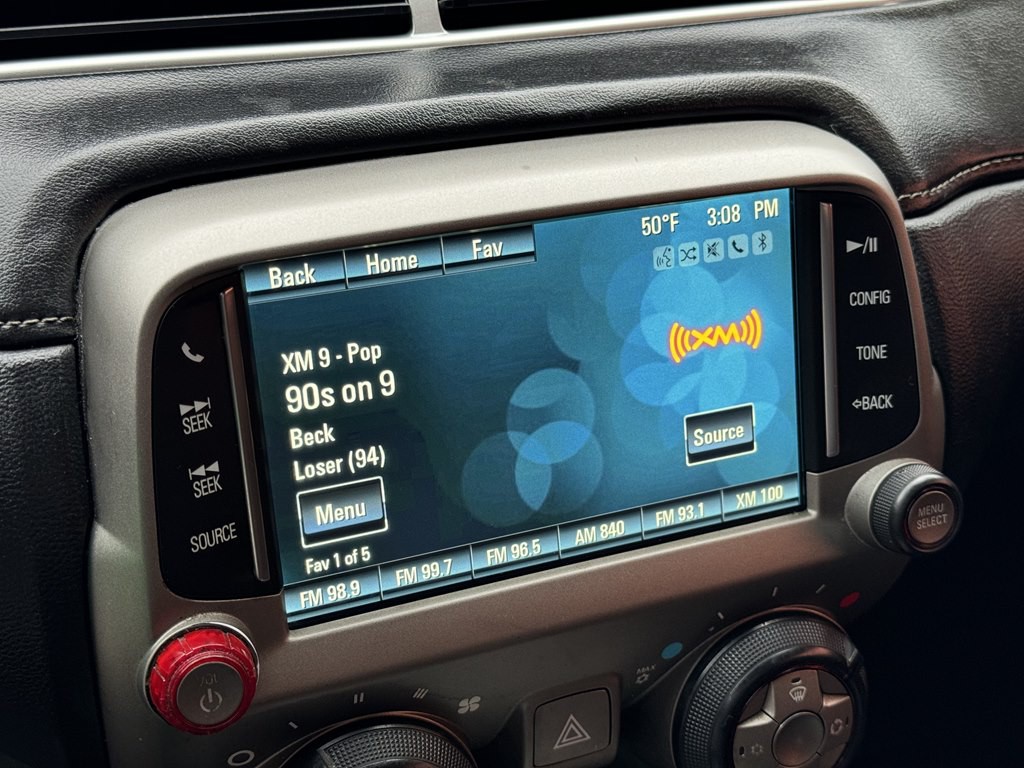 50°F 3:08 PM
Back Home Fav
XM
XM 9 - Pop
90s on 9
Beck
Loser (94)
Source
Menu
Fav 1 of 5
FM 98.9 FM 99.7 FM 96.5 AM 840 FM 93.1 XM 100
SEEK
SEEK
SOURCE
CONFIG
TONE
BACK
MENU
SELECT